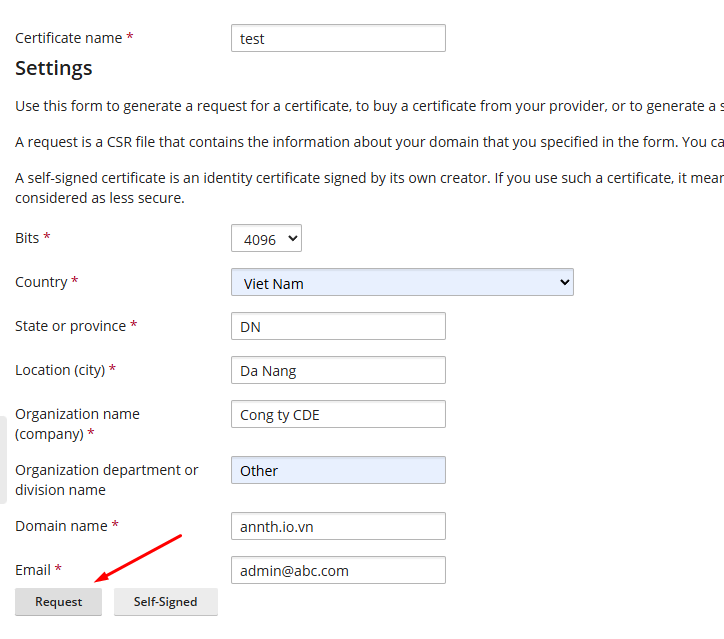 Certificate name * test
Settings
Use this form to generate a request for a certificate, to buy a certificate from your provider, or to generate a s
A request is a CSR file that contains the information about your domain that you specified in the form. You ca
A self-signed certificate is an identity certificate signed by its own creator. If you use such a certificate, it mear
considered as less secure.
Bits * 4096
Country * Viet Nam
State or province * DN
Location (city) * Da Nang
Organization name
(company) * Cong ty CDE
Organization department or
division name Other
Domain name * annth.io.vn
Email * admin@abc.com
Request Self-Signed